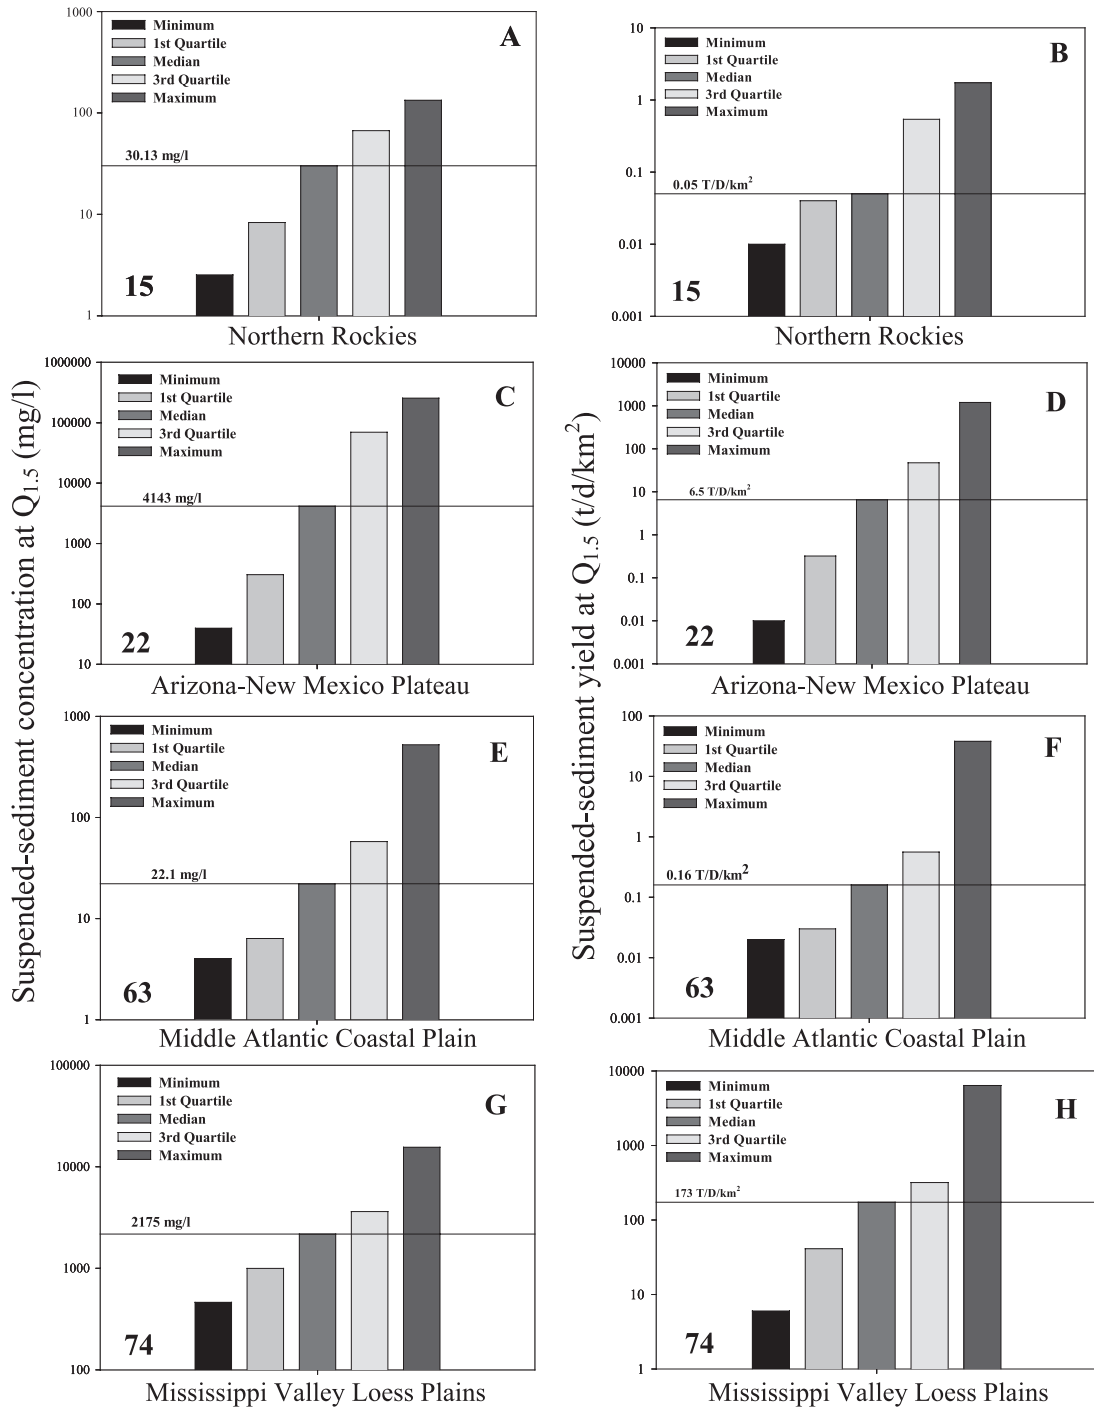 Suspended-sediment concentration at Q1.5 (mg/l)
Suspended-sediment yield at Q1.5 (t/d/km2)
1000
100
10
1
Minimum
1st Quartile
Median
3rd Quartile
Maximum
A
30.13 mg/l
15
Northern Rockies
10
1
0.1
0.01
0.001
Minimum
1st Quartile
Median
3rd Quartile
Maximum
B
0.05 T/D/km2
15
Northern Rockies
1000000
100000
10000
1000
100
10
Minimum
1st Quartile
Median
3rd Quartile
Maximum
C
4143 mg/l
22
Arizona-New Mexico Plateau
10000
1000
100
10
1
0.1
0.01
0.001
Minimum
1st Quartile
Median
3rd Quartile
Maximum
D
6.5 T/D/km2
22
Arizona-New Mexico Plateau
1000
100
10
1
Minimum
1st Quartile
Median
3rd Quartile
Maximum
E
22.1 mg/l
63
Middle Atlantic Coastal Plain
100
10
1
0.1
0.01
0.001
Minimum
1st Quartile
Median
3rd Quartile
Maximum
F
0.16 T/D/km2
63
Middle Atlantic Coastal Plain
100000
10000
1000
100
Minimum
1st Quartile
Median
3rd Quartile
Maximum
G
2175 mg/l
74
Mississippi Valley Loess Plains
10000
1000
100
10
1
Minimum
1st Quartile
Median
3rd Quartile
Maximum
H
173 T/D/km2
74
Mississippi Valley Loess Plains